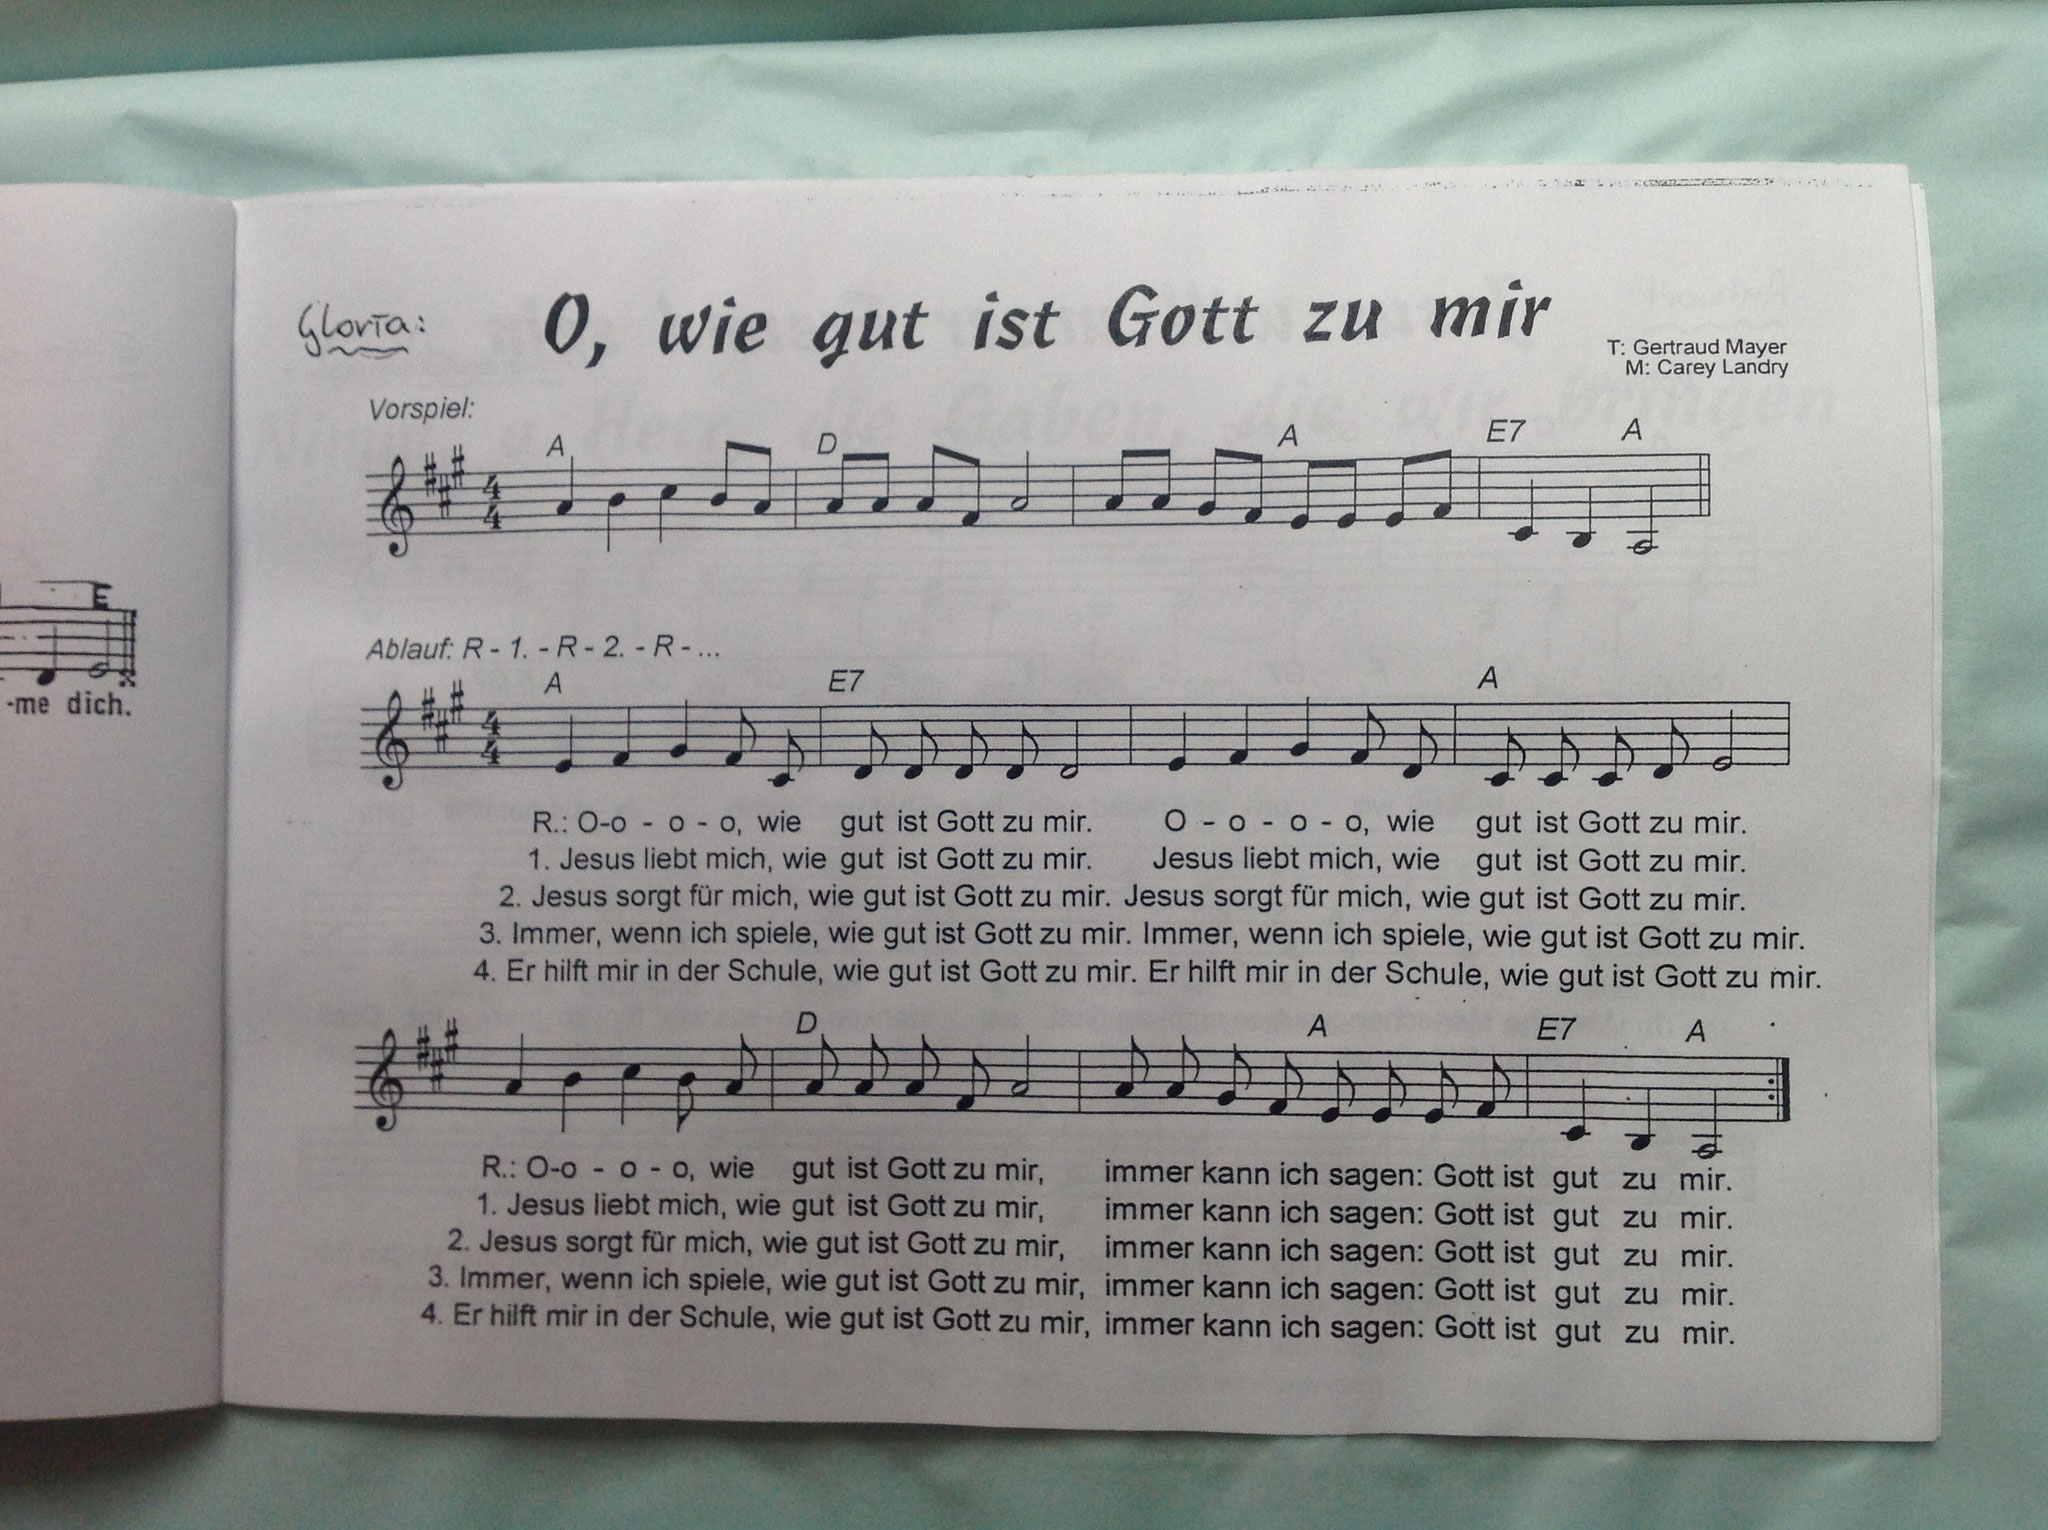 E
-me dich.
Gloria:
O, wie gut ist Gott zu mir
T: Gertraud Mayer
M: Carey Landry
Vorspiel:
A D A E7 A
4
4
Ablauf: R - 1. - R - 2. - R - ...
A E7 A
4
4
R.: O-o - o - o, wie gut ist Gott zu mir. O - o - o - o, wie gut ist Gott zu mir.
1. Jesus liebt mich, wie gut ist Gott zu mir. Jesus liebt mich, wie gut ist Gott zu mir.
2. Jesus sorgt für mich, wie gut ist Gott zu mir. Jesus sorgt für mich, wie gut ist Gott zu mir.
3. Immer, wenn ich spiele, wie gut ist Gott zu mir. Immer, wenn ich spiele, wie gut ist Gott zu mir.
4. Er hilft mir in der Schule, wie gut ist Gott zu mir. Er hilft mir in der Schule, wie gut ist Gott zu mir.
D A E7 A
R.: O-o - o - o, wie gut ist Gott zu mir, immer kann ich sagen: Gott ist gut zu mir.
1. Jesus liebt mich, wie gut ist Gott zu mir, immer kann ich sagen: Gott ist gut zu mir.
2. Jesus sorgt für mich, wie gut ist Gott zu mir, immer kann ich sagen: Gott ist gut zu mir.
3. Immer, wenn ich spiele, wie gut ist Gott zu mir, immer kann ich sagen: Gott ist gut zu mir.
4. Er hilft mir in der Schule, wie gut ist Gott zu mir, immer kann ich sagen: Gott ist gut zu mir.